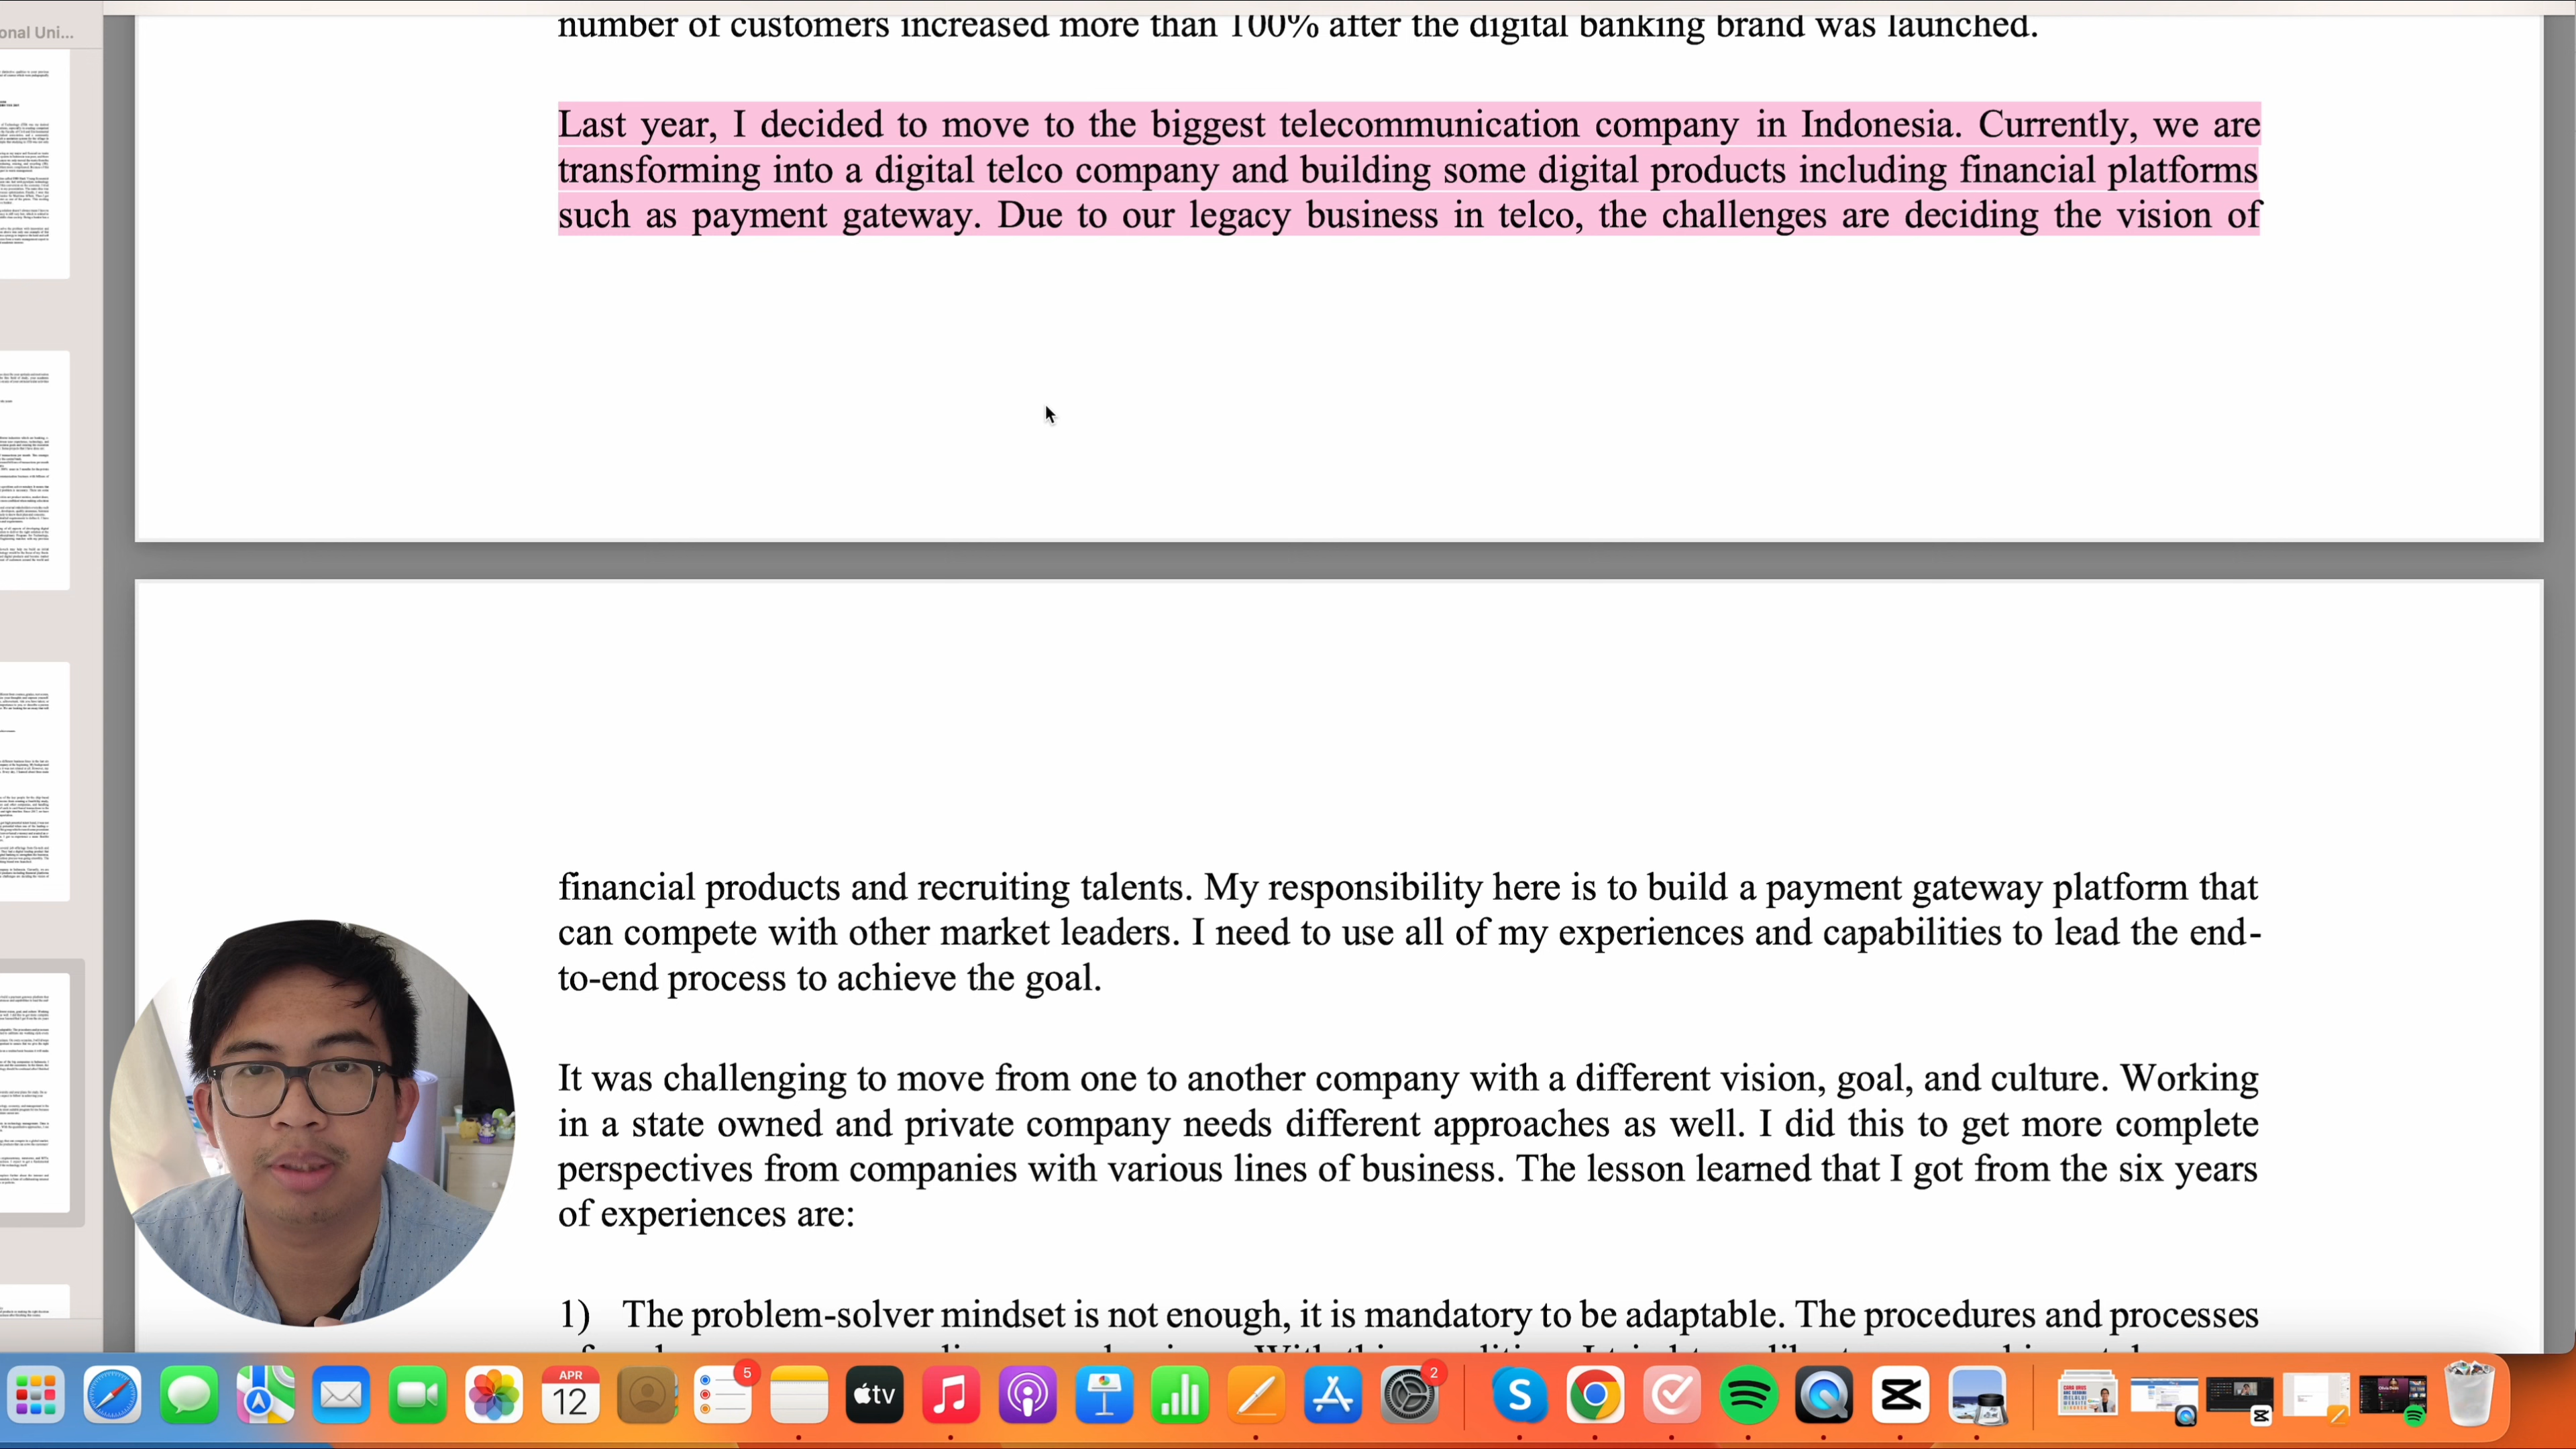 onal Uni...
number of customers increased more than 100% after the digital banking brand was launched.
Last year, I decided to move to the biggest telecommunication company in Indonesia. Currently, we are
transforming into a digital telco company and building some digital products including financial platforms
such as payment gateway. Due to our legacy business in telco, the challenges are deciding the vision of
financial products and recruiting talents. My responsibility here is to build a payment gateway platform that
can compete with other market leaders. I need to use all of my experiences and capabilities to lead the end-
to-end process to achieve the goal.
It was challenging to move from one to another company with a different vision, goal, and culture. Working
in a state owned and private company needs different approaches as well. I did this to get more complete
perspectives from companies with various lines of business. The lesson learned that I got from the six years
of experiences are:
1) The problem-solver mindset is not enough, it is mandatory to be adaptable. The procedures and processes
APR
12
5
tv
2